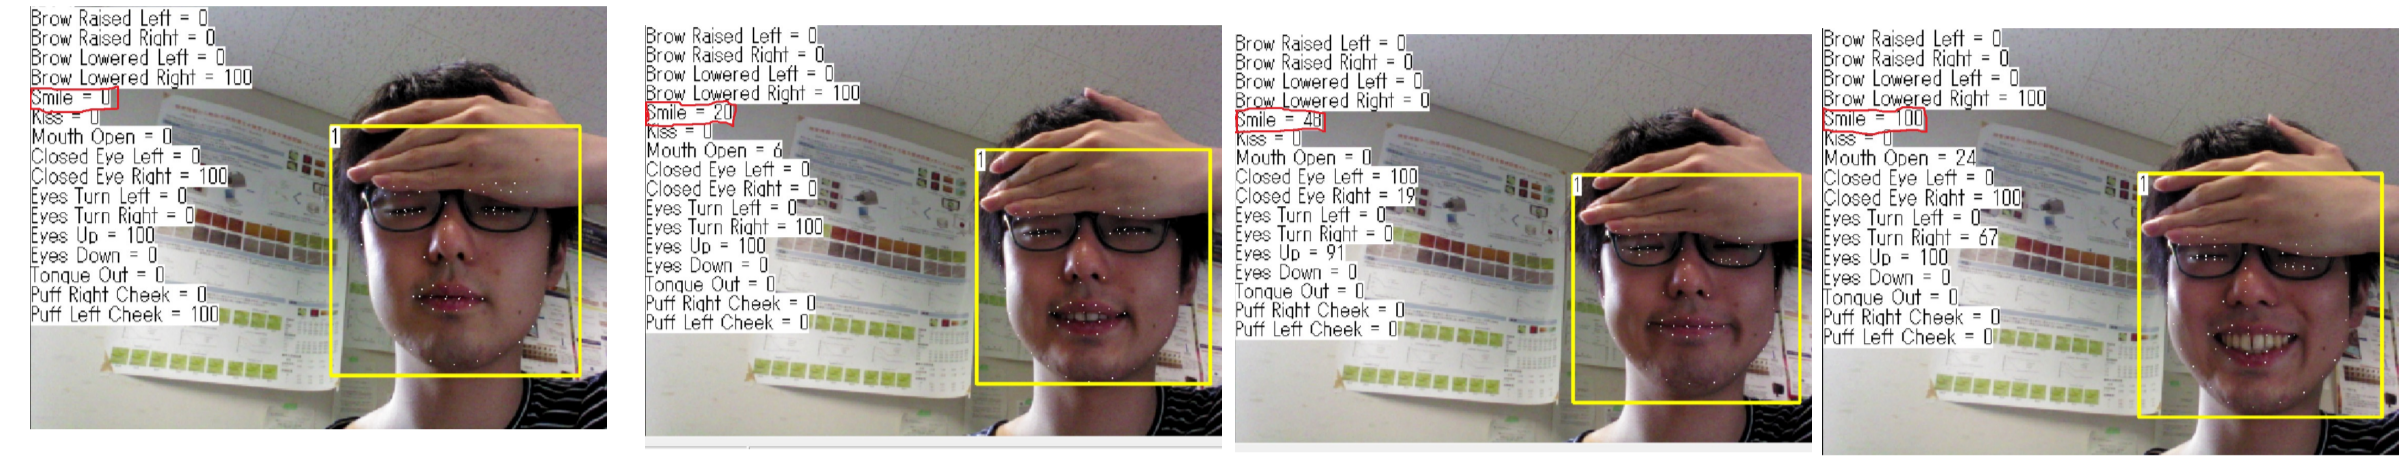 Brow Raised Left = 0
Brow Raised Right = 0
Brow Lowered Left = 0
Brow Lowered Right = 100
Smile = 0
Kiss = 0
Mouth Open = 0
Closed Eye Left = 0
Closed Eye Right = 100
Eyes Turn Left = 0
Eyes Turn Right = 0
Eyes Up = 100
Eyes Down = 0
Tongue Out = 0
Puff Right Cheek = 0
Puff Left Cheek = 100
1
Brow Raised Left = 0
Brow Raised Right = 0
Brow Lowered Left = 0
Brow Lowered Right = 100
Smile = 20
Kiss = 0
Mouth Open = 6
Closed Eye Left = 0
Closed Eye Right = 0
Eyes Turn Left = 0
Eyes Turn Right = 100
Eyes Up = 100
Eyes Down = 0
Tongue Out = 0
Puff Right Cheek = 0
Puff Left Cheek = 0
1
Brow Raised Left = 0
Brow Raised Right = 0
Brow Lowered Left = 0
Brow Lowered Right = 0
Smile = 48
Kiss = 0
Mouth Open = 0
Closed Eye Left = 100
Closed Eye Right = 19
Eyes Turn Left = 0
Eyes Turn Right = 0
Eyes Up = 91
Eyes Down = 0
Tongue Out = 0
Puff Right Cheek = 0
Puff Left Cheek = 0
1
Brow Raised Left = 0
Brow Raised Right = 0
Brow Lowered Left = 0
Brow Lowered Right = 100
Smile = 100
Kiss = 0
Mouth Open = 24
Closed Eye Left = 0
Closed Eye Right = 100
Eyes Turn Left = 0
Eyes Turn Right = 67
Eyes Up = 100
Eyes Down = 0
Tongue Out = 0
Puff Right Cheek = 0
Puff Left Cheek = 0
1